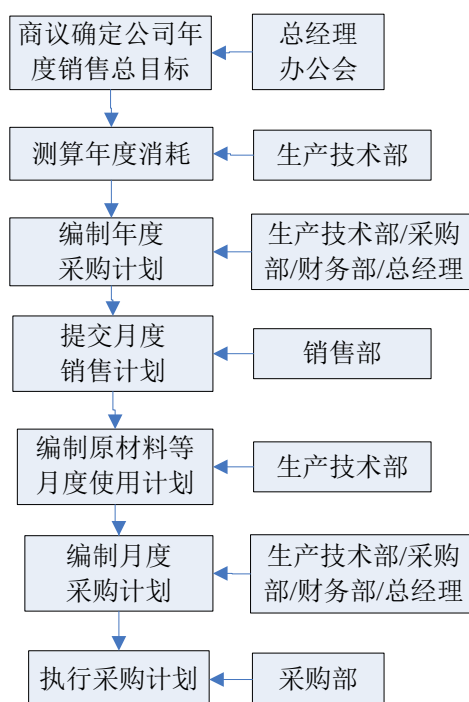 商议确定公司年
度销售总目标
总经理
办公会
测算年度消耗
生产技术部
编制年度
采购计划
生产技术部/采购
部/财务部/总经理
提交月度
销售计划
销售部
编制原材料等
月度使用计划
生产技术部
编制月度
采购计划
生产技术部/采购
部/财务部/总经理
执行采购计划
采购部